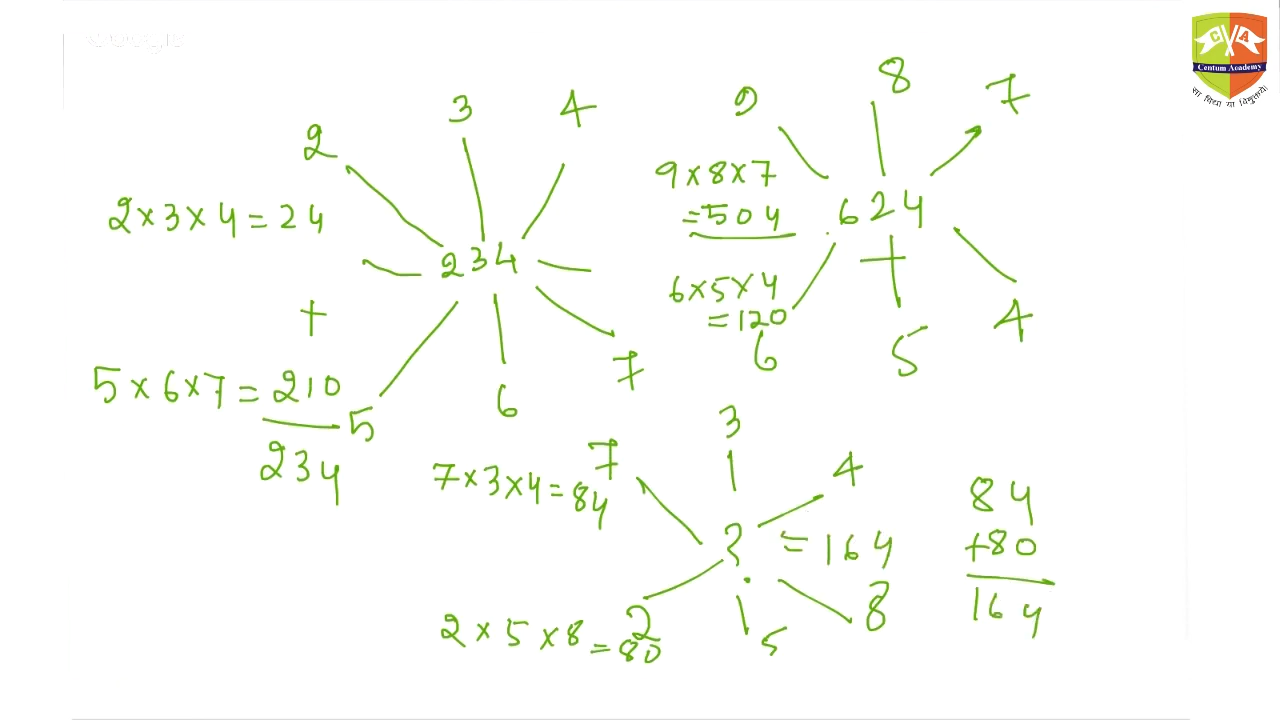 CA
Centum Academy
सा विद्या या विमुक्तये
2 3 4
2 × 3 × 4 = 24
234
+
5 × 6 × 7 = 210
234
5 6 7
9 8 7
9 × 8 × 7
= 504
624
+
6 × 5 × 4
= 120
6 5 4
7 3 4
7 × 3 × 4 = 84
? = 164
2 5 8
2 × 5 × 8 = 80
84
+80
164